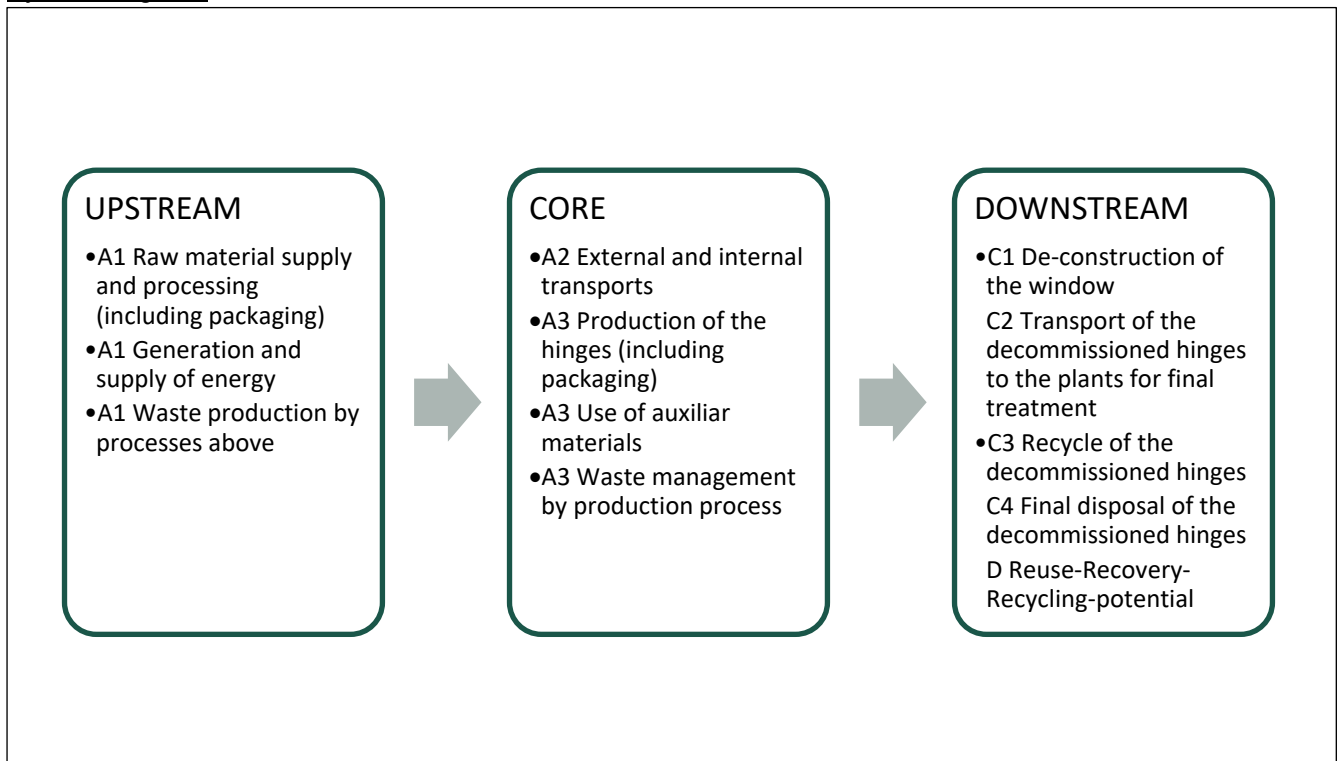 UPSTREAM
•A1 Raw material supply
and processing
(including packaging)
•A1 Generation and
supply of energy
•A1 Waste production by
processes above
CORE
•A2 External and internal
transports
•A3 Production of the
hinges (including
packaging)
•A3 Use of auxiliar
materials
•A3 Waste management
by production process
DOWNSTREAM
•C1 De-construction of
the window
C2 Transport of the
decommissioned hinges
to the plants for final
treatment
•C3 Recycle of the
decommissioned hinges
C4 Final disposal of the
decommissioned hinges
D Reuse-Recovery-
Recycling-potential